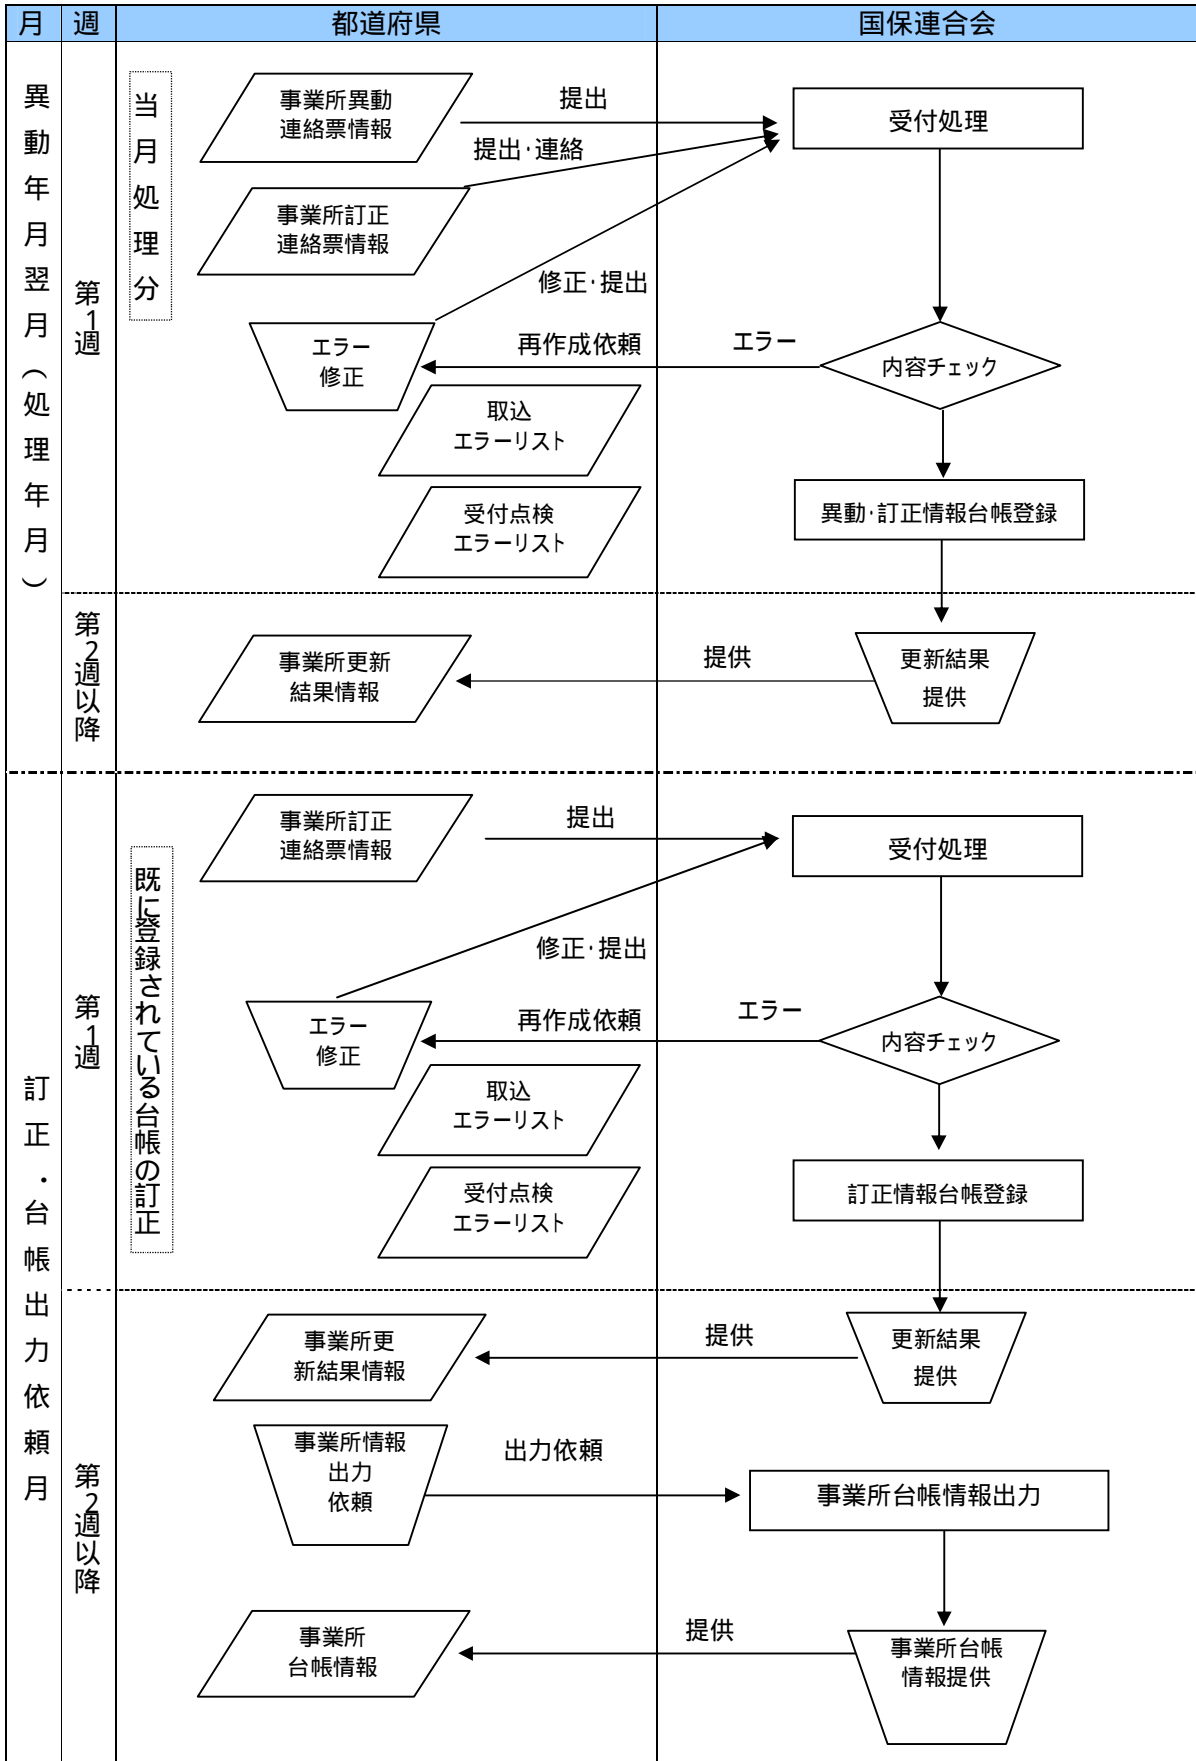 月 週 都道府県 国保連合会
異動年月翌月（処理年月）
第1週
当月処理分
事業所異動
連絡票情報
提出
受付処理
提出・連絡
事業所訂正
連絡票情報
修正・提出
エラー
修正
再作成依頼
エラー
内容チェック
取込
エラーリスト
受付点検
エラーリスト
異動・訂正情報台帳登録
第2週以降
事業所更新
結果情報
提供
更新結果
提供
訂正・台帳出力依頼月
第1週
既に登録されている台帳の訂正
事業所訂正
連絡票情報
提出
受付処理
修正・提出
エラー
修正
再作成依頼
エラー
内容チェック
取込
エラーリスト
受付点検
エラーリスト
訂正情報台帳登録
第2週以降
事業所更
新結果情報
提供
更新結果
提供
事業所情報
出力
依頼
出力依頼
事業所台帳情報出力
事業所
台帳情報
提供
事業所台帳
情報提供